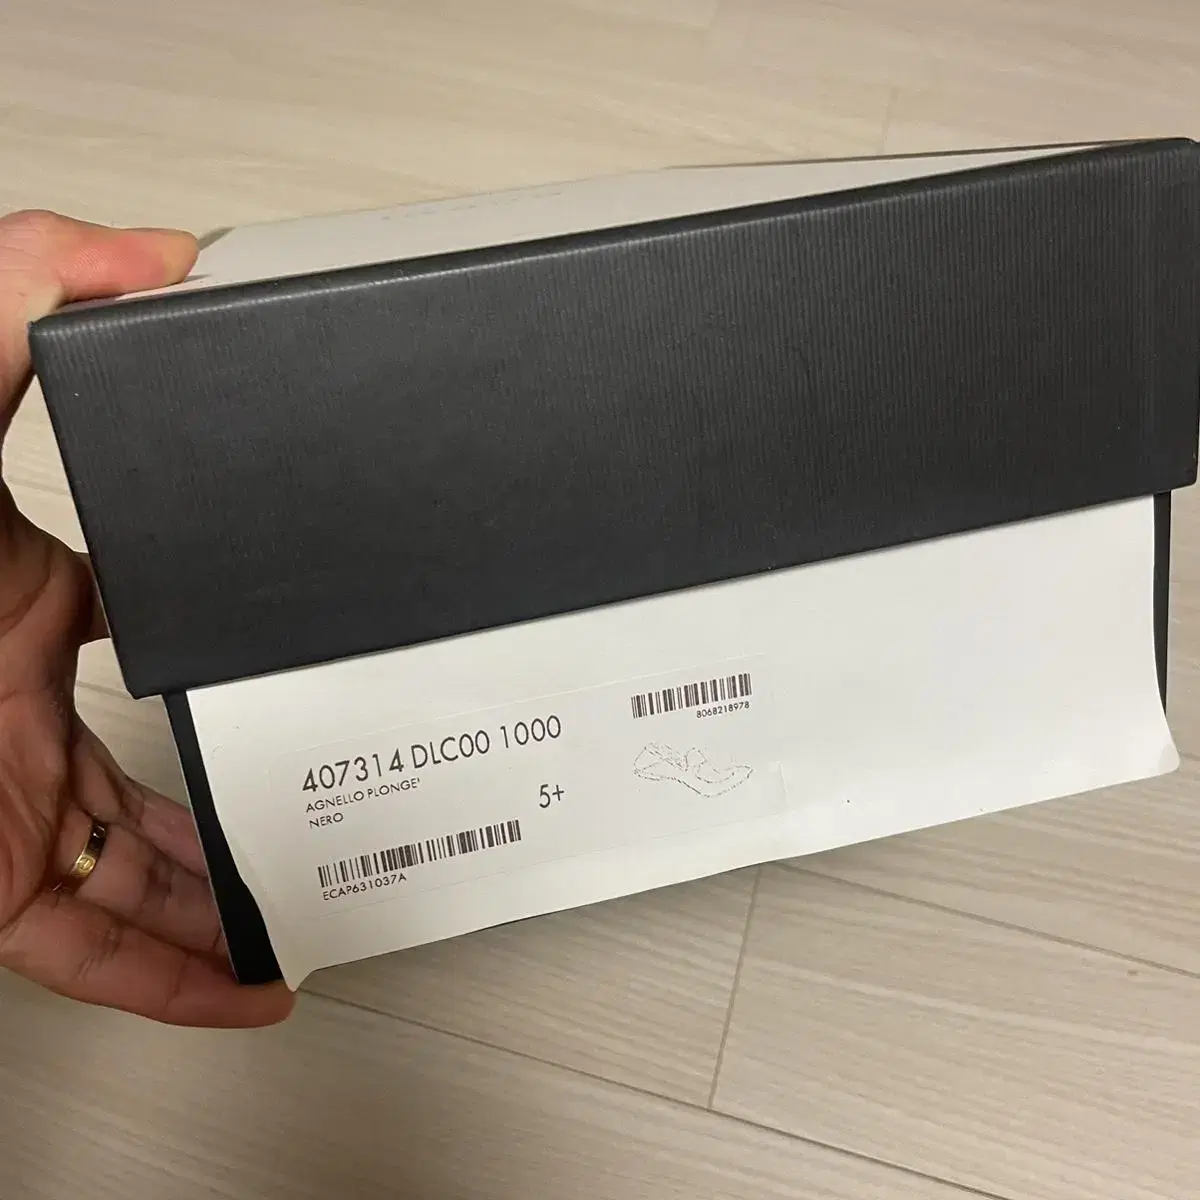 407314 DLC00 1000
AGNELLO PLONGE'
NERO
5+
8068218978
ECAP631037A